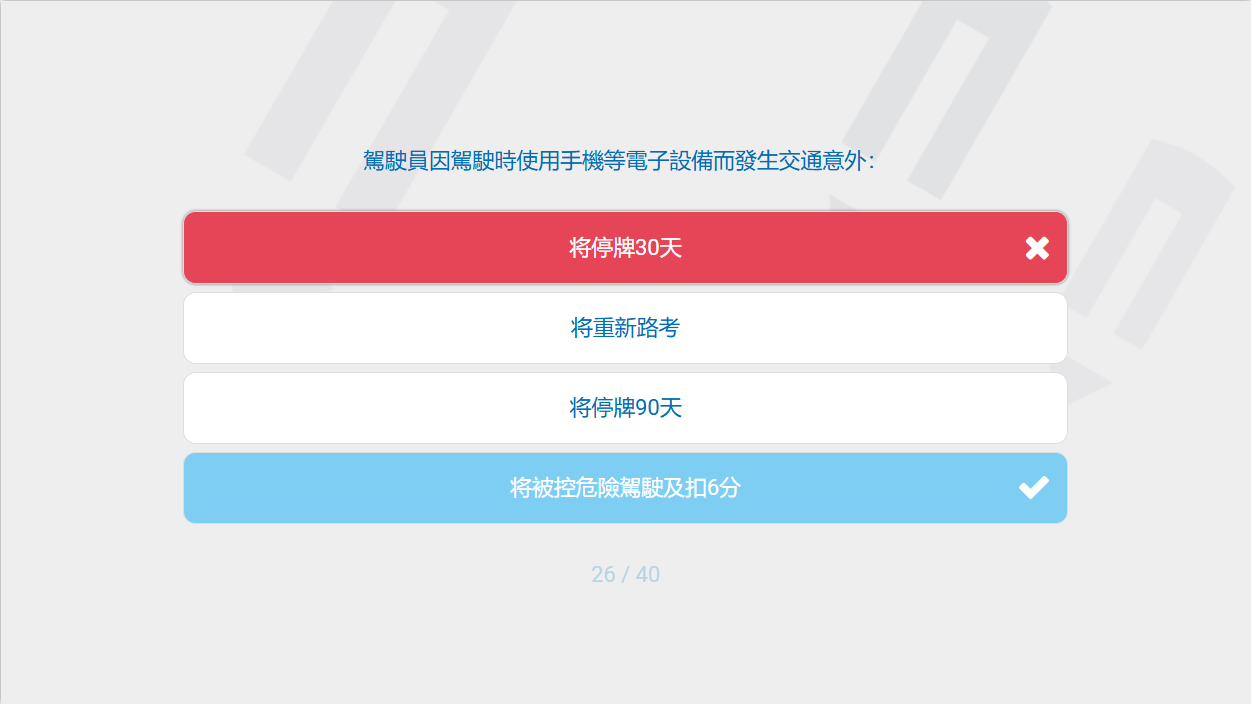 駕駛員因駕駛時使用手機等電子設備而發生交通意外：
将停牌30天
将重新路考
将停牌90天
将被控危險駕駛及扣6分
26 / 40